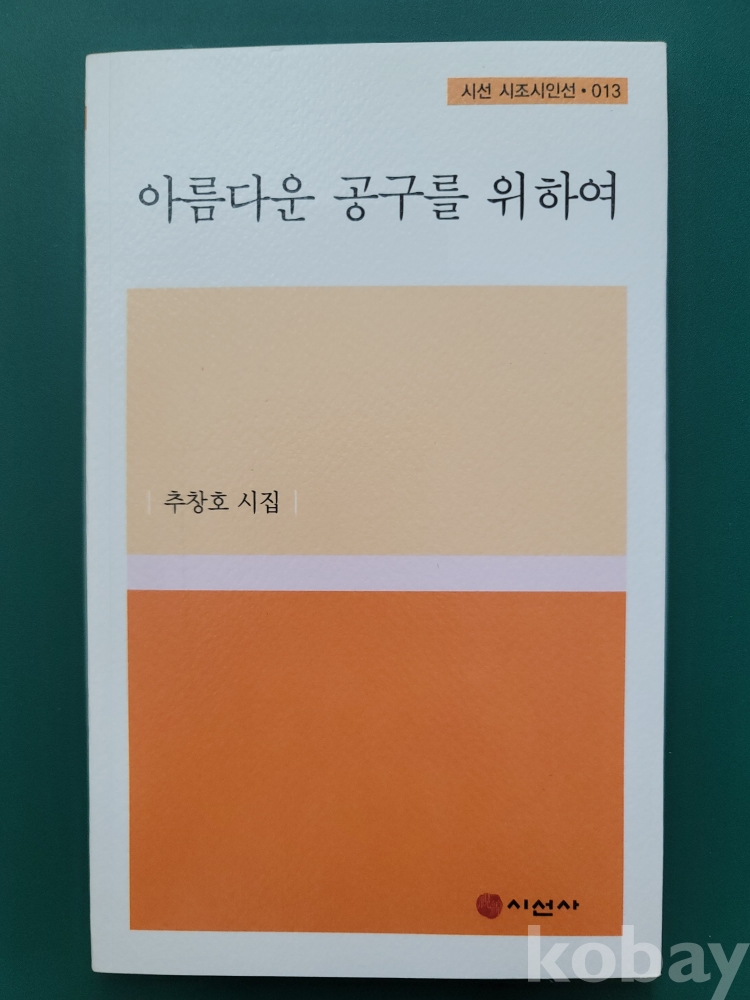 시선 시조시인선 • 013
아름다운 공구를 위하여
추창호 시집
시선사
kobay